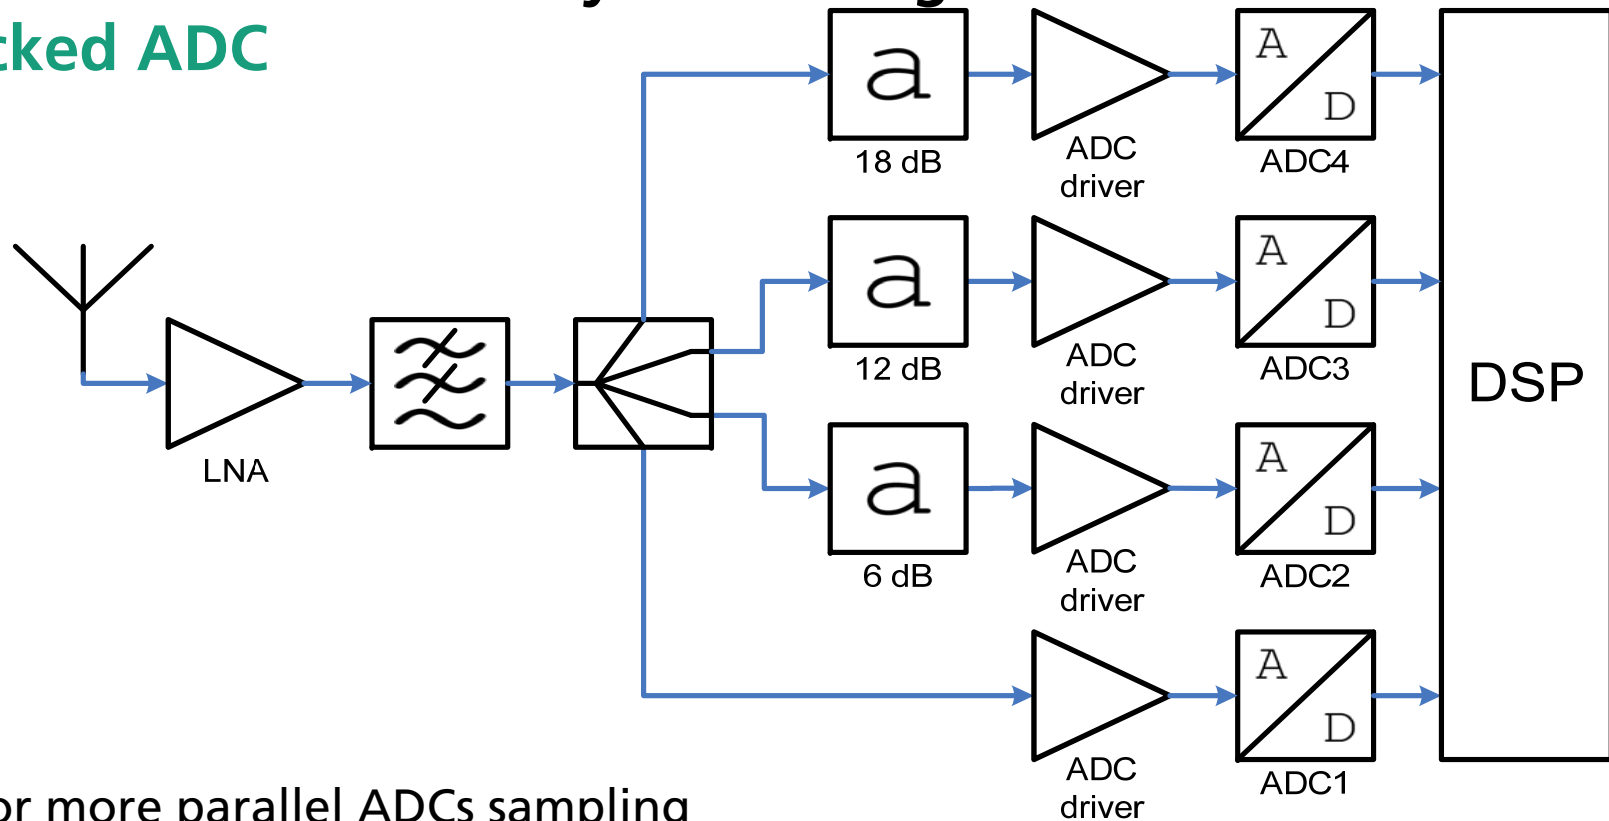 cked ADC
a
18 dB
ADC
driver
A
D
ADC4
a
12 dB
ADC
driver
A
D
ADC3
DSP
LNA
a
6 dB
ADC
driver
A
D
ADC2
ADC
driver
A
D
ADC1
or more parallel ADCs sampling